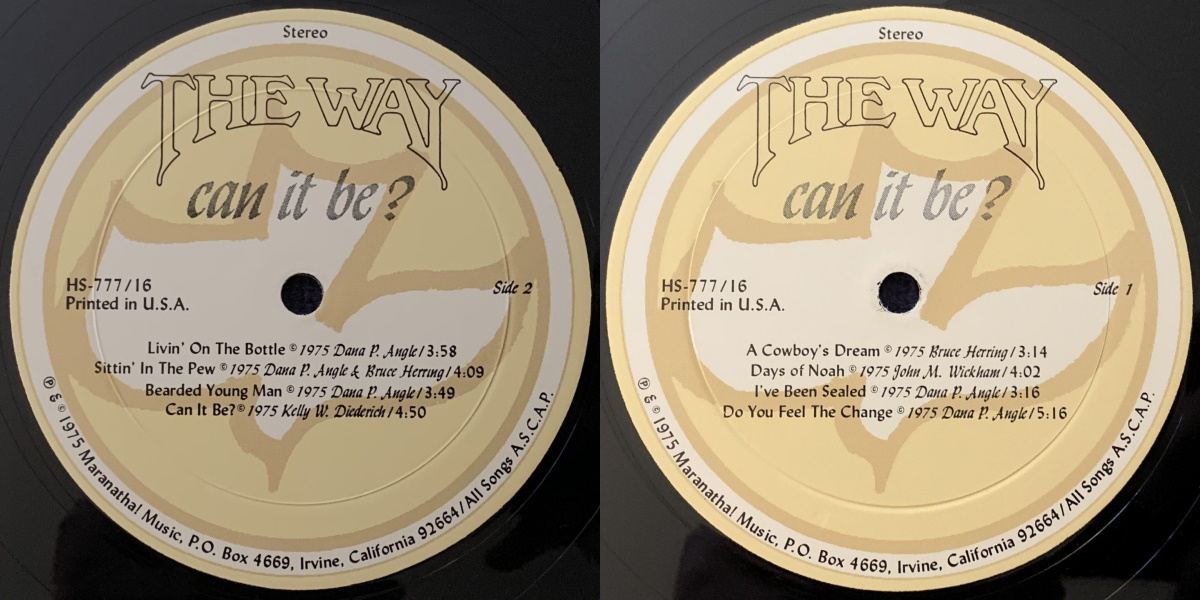 Stereo
THE WAY
can it be?
HS-777/16
Printed in U.S.A.
Side 2
Livin' On The Bottle © 1975 Dana P. Angle/3:58
Sittin' In The Pew © 1975 Dana P. Angle & Bruce Herring/4:09
Bearded Young Man © 1975 Dana P. Angle/3:49
Can It Be? © 1975 Kelly W. Diederich/4:50
℗ & © 1975 Maranatha! Music, P.O. Box 4669, Irvine, California 92664/All Songs A.S.C.A.P.
Stereo
THE WAY
can it be?
HS-777/16
Printed in U.S.A.
Side 1
A Cowboy's Dream © 1975 Bruce Herring/3:14
Days of Noah © 1975 John M. Wickham/4:02
I've Been Sealed © 1975 Dana P. Angle/3:16
Do You Feel The Change © 1975 Dana P. Angle/5:16
℗ & © 1975 Maranatha! Music, P.O. Box 4669, Irvine, California 92664/All Songs A.S.C.A.P.